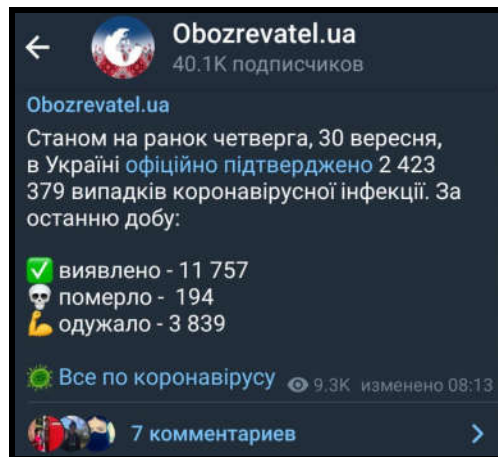 Obozrevatel.ua
40.1K подписчиков
Obozrevatel.ua
Станом на ранок четверга, 30 вересня,
в Україні офіційно підтверджено 2 423
379 випадків коронавірусної інфекції. За
останню добу:
виявлено - 11 757
померло - 194
одужало - 3 839
Все по коронавірусу 9.3K изменено 08:13
7 комментариев